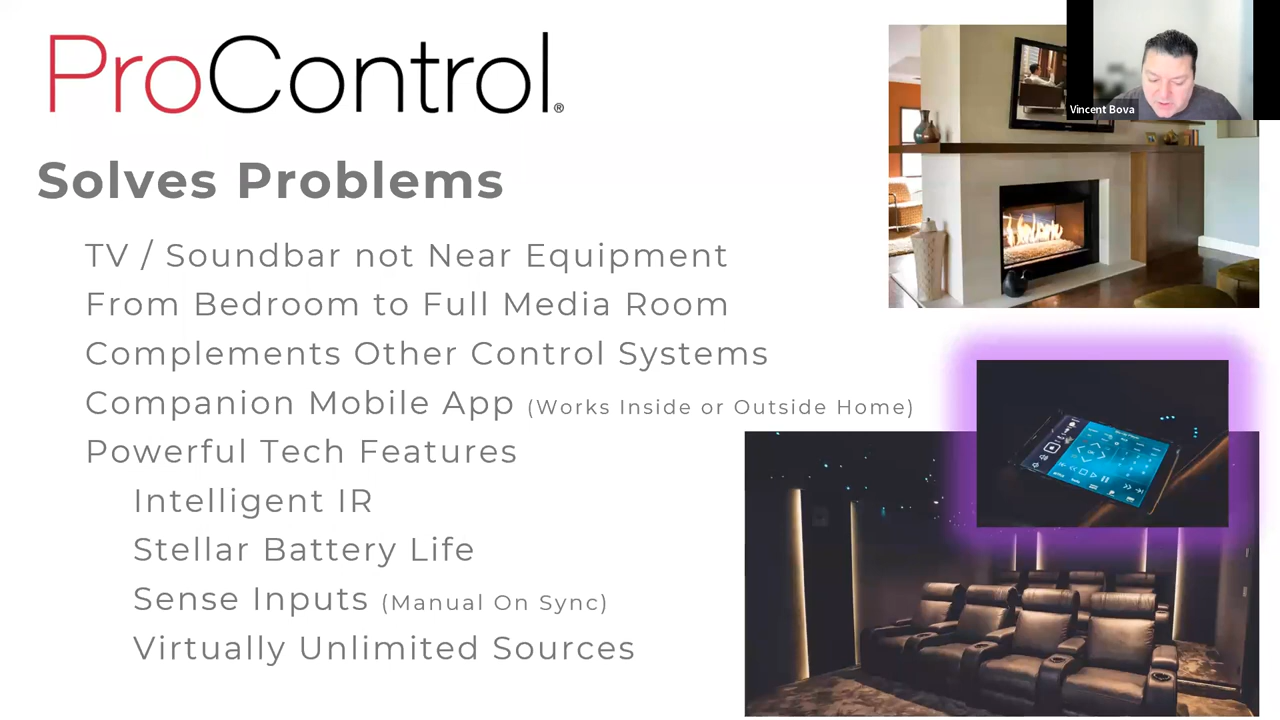 ProControl®
Vincent Bova
Solves Problems
TV / Soundbar not Near Equipment
From Bedroom to Full Media Room
Complements Other Control Systems
Companion Mobile App (Works Inside or Outside Home)
Powerful Tech Features
Intelligent IR
Stellar Battery Life
Sense Inputs (Manual On Sync)
Virtually Unlimited Sources